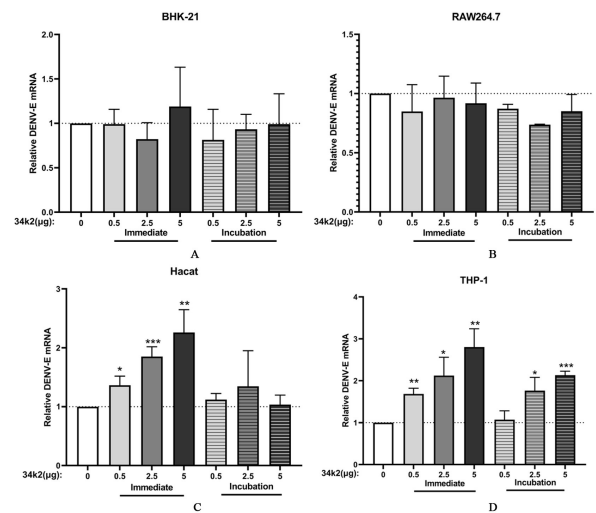 BHK-21
Relative DENV-E mRNA
2.0
1.5
1.0
0.5
0
34k2(μg): 0 0.5 2.5 5 0.5 2.5 5
Immediate Incubation
A
RAW264.7
Relative DENV-E mRNA
1.5
1.0
0.5
0
34k2(μg): 0 0.5 2.5 5 0.5 2.5 5
Immediate Incubation
B
Hacat
Relative DENV-E mRNA
3
2
1
0
* *** **
34k2(μg): 0 0.5 2.5 5 0.5 2.5 5
Immediate Incubation
C
THP-1
Relative DENV-E mRNA
4
3
2
1
0
** * ** * ***
34k2(μg): 0 0.5 2.5 5 0.5 2.5 5
Immediate Incubation
D